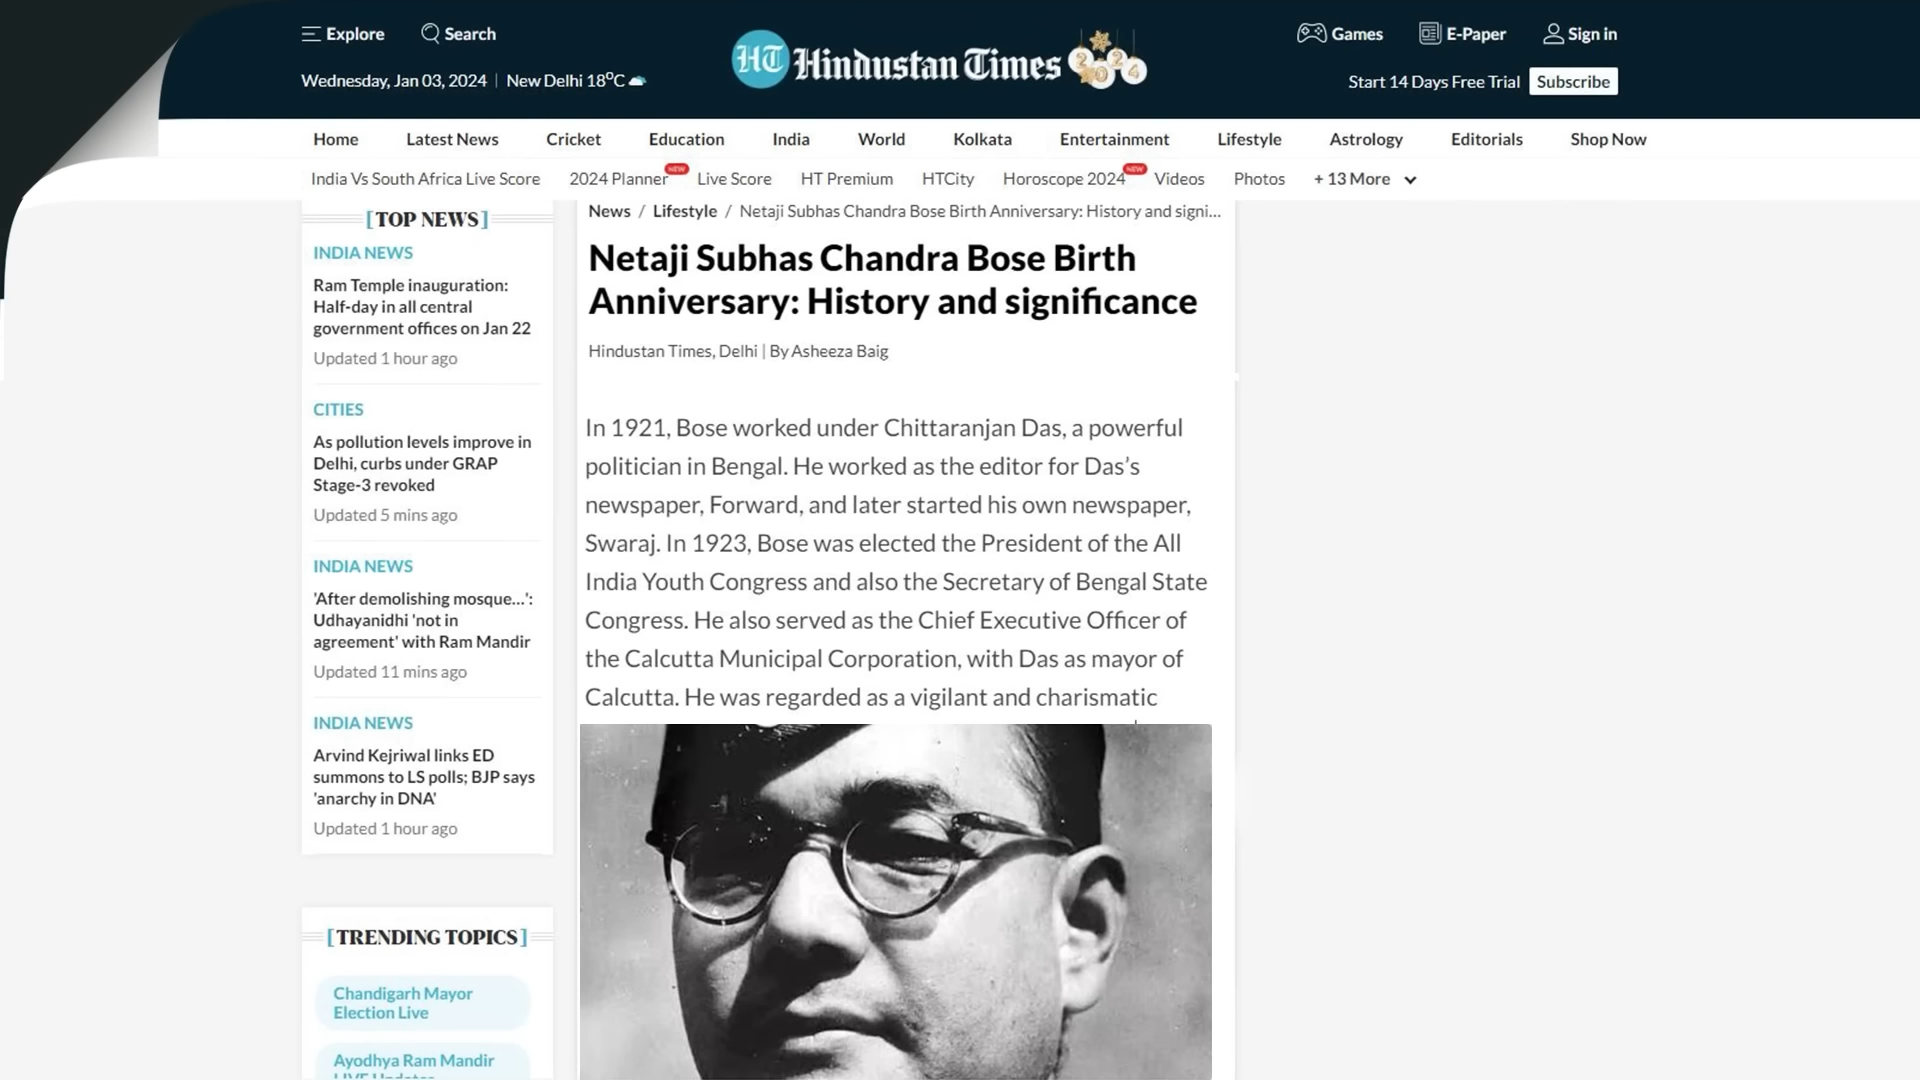 Explore
Search
Games
E-Paper
Sign in
HT Hindustan Times 2024
Wednesday, Jan 03, 2024 | New Delhi 18°C
Start 14 Days Free Trial
Subscribe
Home
Latest News
Cricket
Education
India
World
Kolkata
Entertainment
Lifestyle
Astrology
Editorials
Shop Now
India Vs South Africa Live Score
2024 Planner NEW
Live Score
HT Premium
HTCity
Horoscope 2024 NEW
Videos
Photos
+ 13 More
[TOP NEWS]
INDIA NEWS
Ram Temple inauguration:
Half-day in all central
government offices on Jan 22
Updated 1 hour ago
CITIES
As pollution levels improve in
Delhi, curbs under GRAP
Stage-3 revoked
Updated 5 mins ago
INDIA NEWS
'After demolishing mosque...':
Udhayanidhi 'not in
agreement' with Ram Mandir
Updated 11 mins ago
INDIA NEWS
Arvind Kejriwal links ED
summons to LS polls; BJP says
'anarchy in DNA'
Updated 1 hour ago
[TRENDING TOPICS]
Chandigarh Mayor
Election Live
Ayodhya Ram Mandir
LIVE Updates
News / Lifestyle / Netaji Subhas Chandra Bose Birth Anniversary: History and signi...
Netaji Subhas Chandra Bose Birth
Anniversary: History and significance
Hindustan Times, Delhi | By Asheeza Baig
In 1921, Bose worked under Chittaranjan Das, a powerful
politician in Bengal. He worked as the editor for Das’s
newspaper, Forward, and later started his own newspaper,
Swaraj. In 1923, Bose was elected the President of the All
India Youth Congress and also the Secretary of Bengal State
Congress. He also served as the Chief Executive Officer of
the Calcutta Municipal Corporation, with Das as mayor of
Calcutta. He was regarded as a vigilant and charismatic